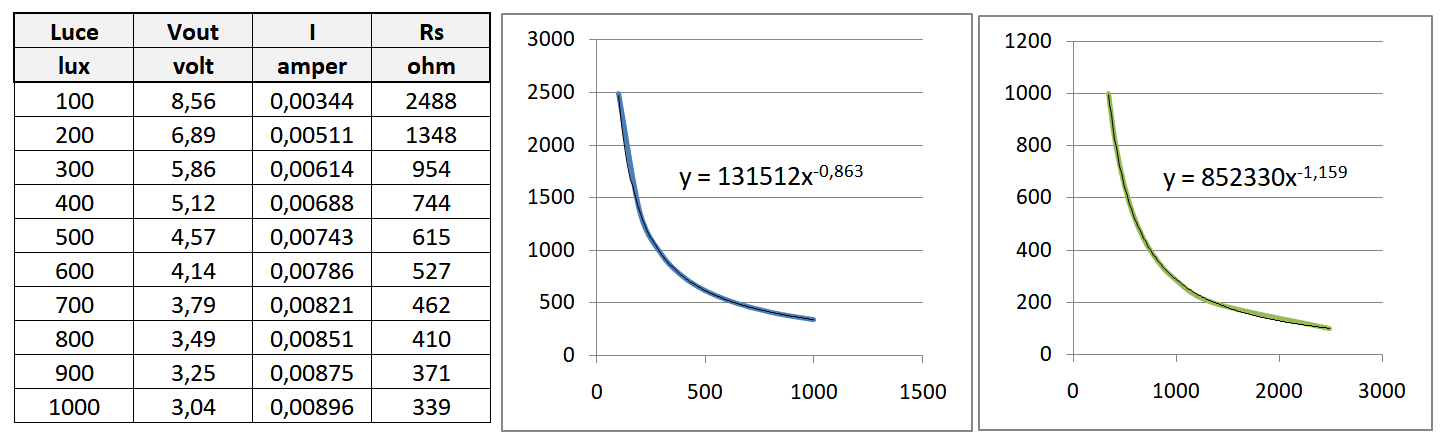 Luce Vout I Rs
lux volt amper ohm
100 8,56 0,00344 2488
200 6,89 0,00511 1348
300 5,86 0,00614 954
400 5,12 0,00688 744
500 4,57 0,00743 615
600 4,14 0,00786 527
700 3,79 0,00821 462
800 3,49 0,00851 410
900 3,25 0,00875 371
1000 3,04 0,00896 339
3000
2500
2000
1500
1000
500
0
y = 131512x^-0,863
0 500 1000 1500
1200
1000
800
600
400
200
0
y = 852330x^-1,159
0 1000 2000 3000